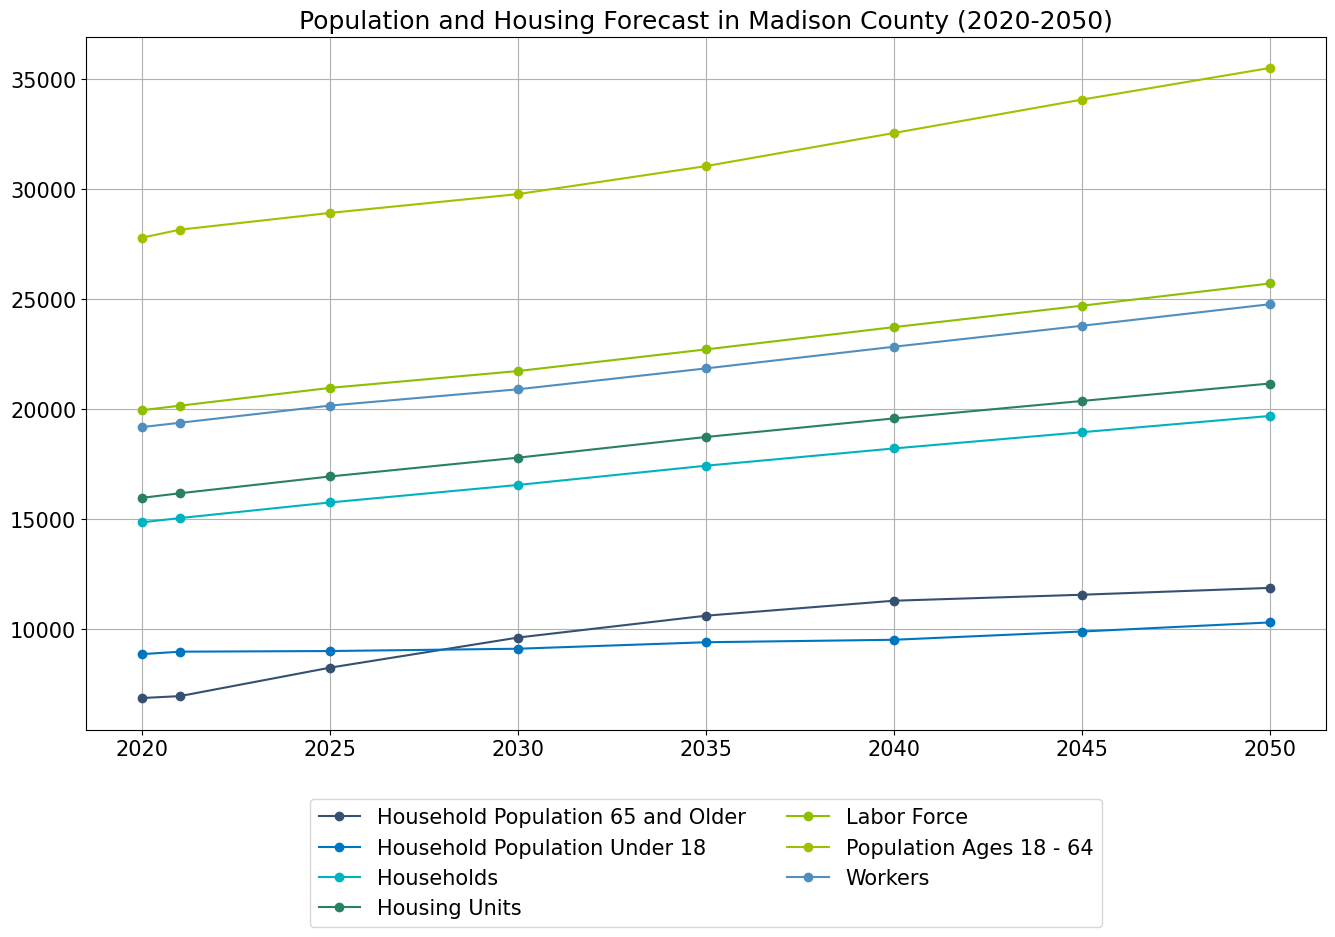 Population and Housing Forecast in Madison County (2020-2050)
35000
30000
25000
20000
15000
10000
2020 2025 2030 2035 2040 2045 2050
Household Population 65 and Older
Household Population Under 18
Households
Housing Units
Labor Force
Population Ages 18 - 64
Workers